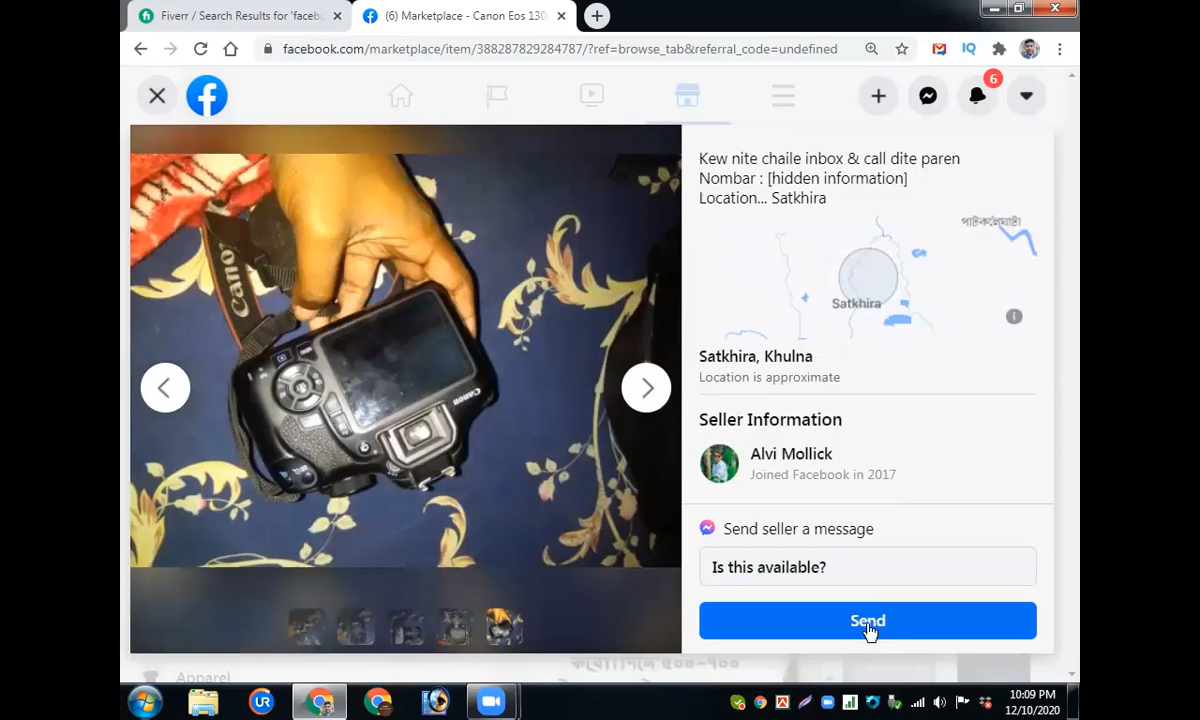 Fiverr / Search Results for 'faceb
(6) Marketplace - Canon Eos 130
facebook.com/marketplace/item/388287829284787/?ref=browse_tab&referral_code=undefined
IQ
6
Canon
Canon
Kew nite chaile inbox & call dite paren
Nombar : [hidden information]
Location... Satkhira
Satkhira
Satkhira, Khulna
Location is approximate
Seller Information
Alvi Mollick
Joined Facebook in 2017
Send seller a message
Is this available?
Send
Apparel
UR
10:09 PM
12/10/2020